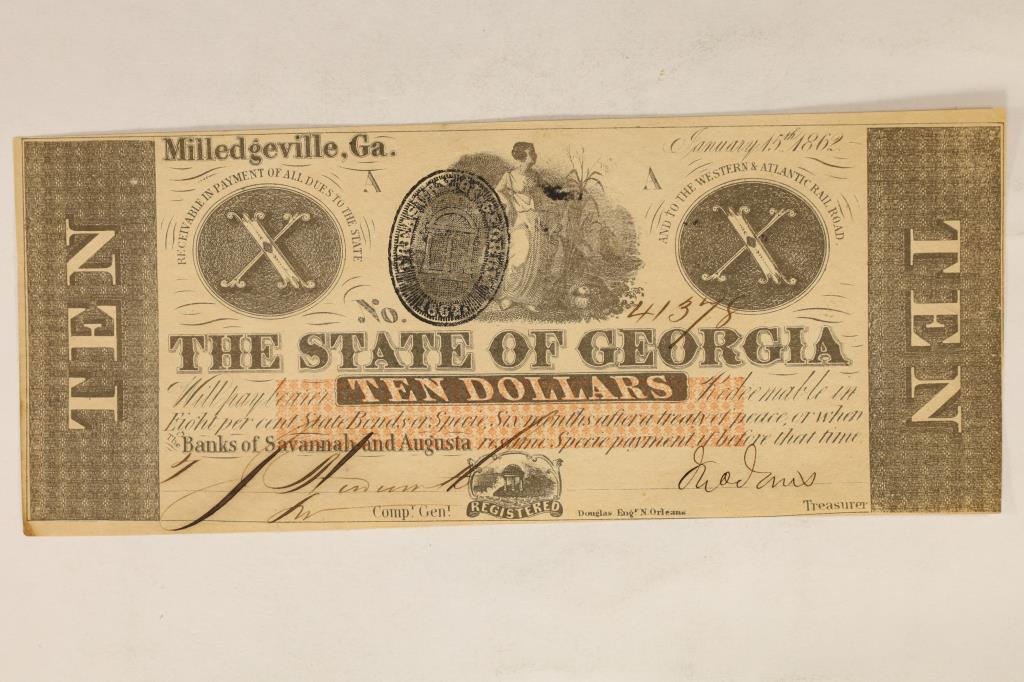 Milledgeville, Ga.
January 15th 1862
TEN
RECEIVABLE IN PAYMENT OF ALL DUES TO THE STATE
A
A
AND TO THE WESTERN & ATLANTIC RAIL ROAD.
TEN
X
X
1862
No.
41378
THE STATE OF GEORGIA
Will pay bearer TEN DOLLARS Redeemable in
Eight per cent State Bonds or Specie, Six months after treaty of peace, or when
The Banks of Savannah and Augusta resume Specie payment if before that time.
Compt. Genl.
REGISTERED
Douglas Engr. N. Orleans
Treasurer